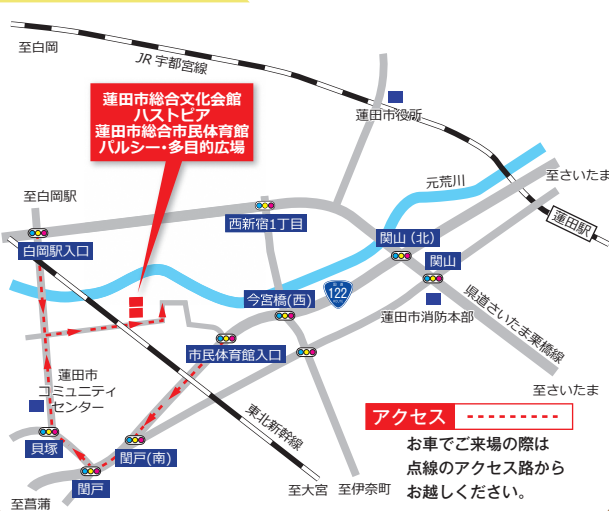 至白岡
JR宇都宮線
蓮田市総合文化会館
ハストピア
蓮田市総合市民体育館
パルシー・多目的広場
蓮田市役所
元荒川
至さいたま
至白岡駅
西新宿1丁目
蓮田駅
白岡駅入口
関山（北）
関山
今宮橋(西)
国道
122
蓮田市消防本部
県道さいたま栗橋線
市民体育館入口
蓮田市
コミュニティ
センター
至さいたま
東北新幹線
アクセス
貝塚
閏戸(南)
お車でご来場の際は
点線のアクセス路から
お越しください。
閏戸
至菖蒲
至大宮
至伊奈町